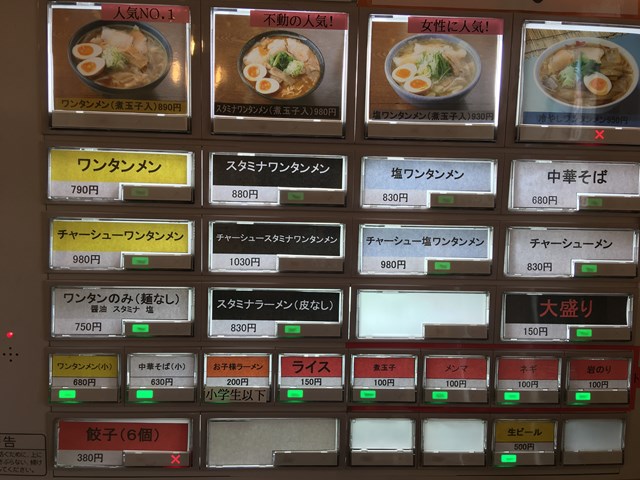 人気NO.1
不動の人気!
女性に人気!
ワンタンメン(煮玉子入)890円
スタミナワンタンメン(煮玉子入)980円
塩ワンタンメン(煮玉子入)930円
ワンタンメン
790円
スタミナワンタンメン
880円
塩ワンタンメン
830円
中華そば
680円
チャーシューワンタンメン
980円
チャーシュースタミナワンタンメン
1030円
チャーシュー塩ワンタンメン
980円
チャーシューメン
830円
ワンタンのみ(麺なし)
醤油 スタミナ 塩
750円
スタミナラーメン(皮なし)
830円
大盛り
150円
ワンタンメン(小)
680円
中華そば(小)
630円
お子様ラーメン
200円
小学生以下
ライス
150円
煮玉子
100円
メンマ
100円
ネギ
100円
岩のり
100円
餃子(6個)
380円
生ビール
500円
告